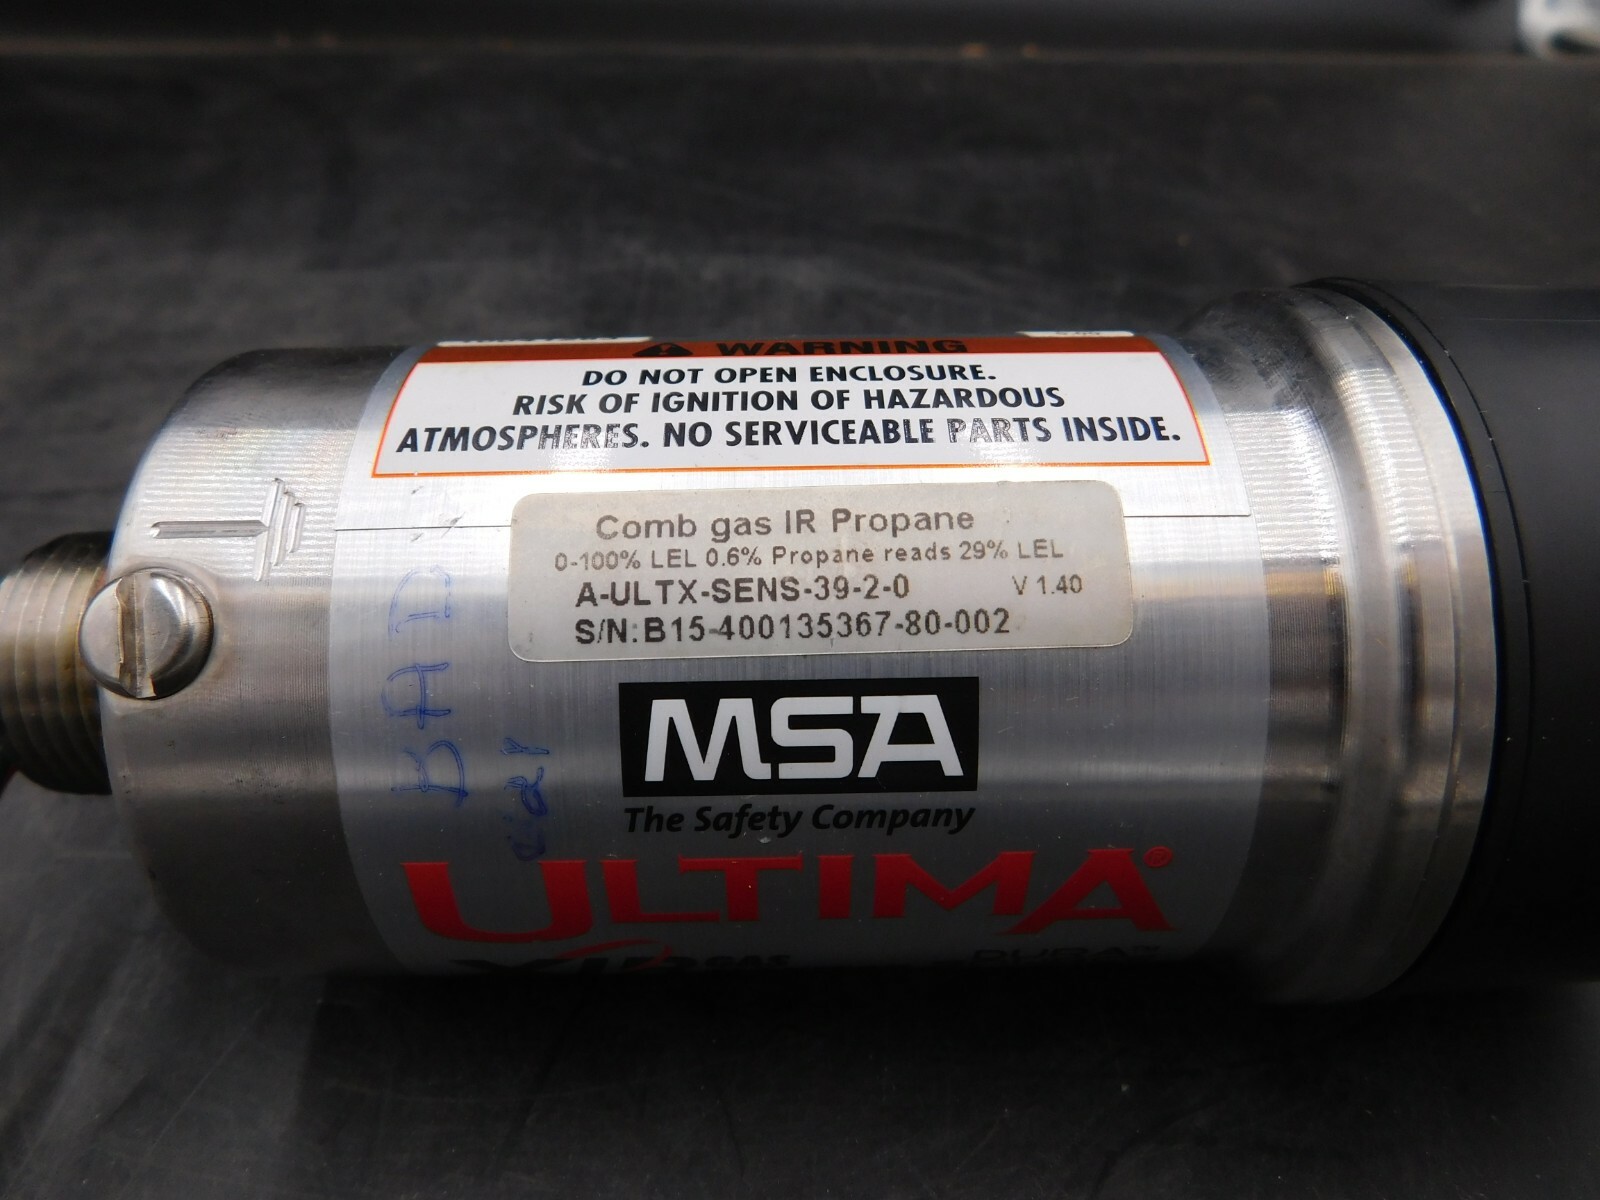 WARNING
DO NOT OPEN ENCLOSURE.
RISK OF IGNITION OF HAZARDOUS
ATMOSPHERES. NO SERVICEABLE PARTS INSIDE.
Comb gas IR Propane
0-100% LEL 0.6% Propane reads 29% LEL
A-ULTX-SENS-39-2-0 V 1.40
S/N:B15-400135367-80-002
BAD
MSA
The Safety Company
ULTIMA®